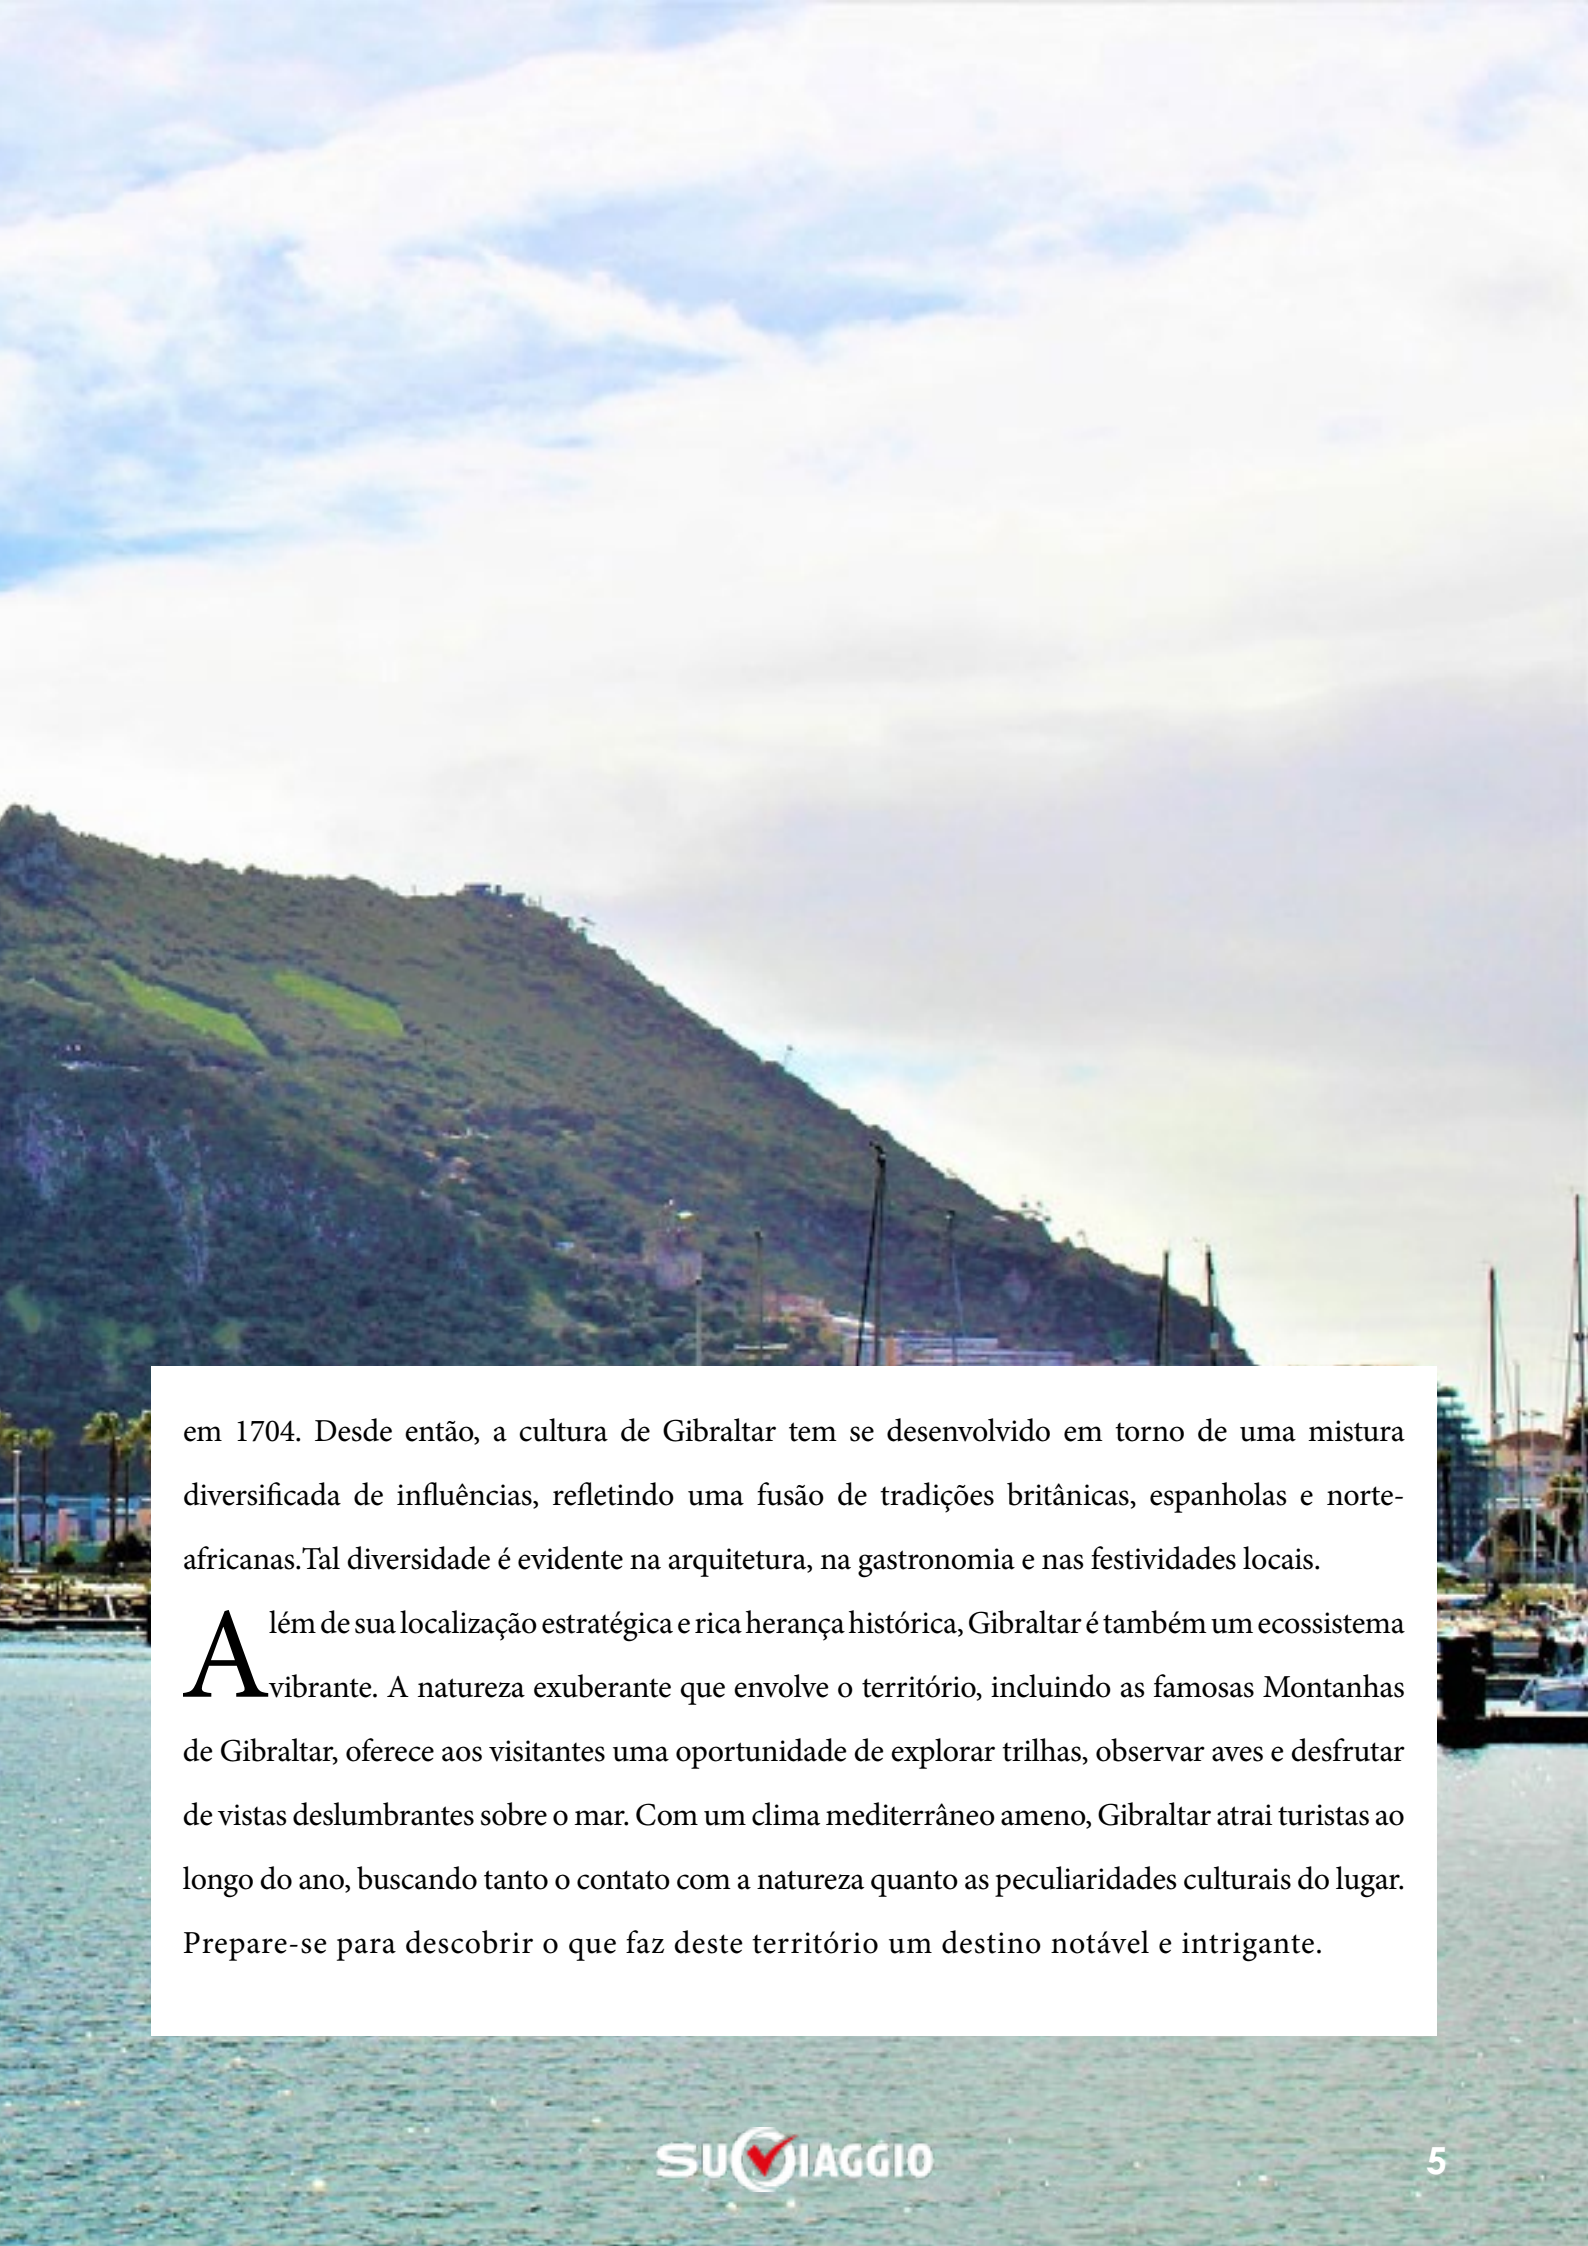 em 1704. Desde então, a cultura de Gibraltar tem se desenvolvido em torno de uma mistura
diversificada de influências, refletindo uma fusão de tradições britânicas, espanholas e norte-
africanas.Tal diversidade é evidente na arquitetura, na gastronomia e nas festividades locais.
Além de sua localização estratégica e rica herança histórica, Gibraltar é também um ecossistema
vibrante. A natureza exuberante que envolve o território, incluindo as famosas Montanhas
de Gibraltar, oferece aos visitantes uma oportunidade de explorar trilhas, observar aves e desfrutar
de vistas deslumbrantes sobre o mar. Com um clima mediterrâneo ameno, Gibraltar atrai turistas ao
longo do ano, buscando tanto o contato com a natureza quanto as peculiaridades culturais do lugar.
Prepare-se para descobrir o que faz deste território um destino notável e intrigante.
SUVIAGGIO
5